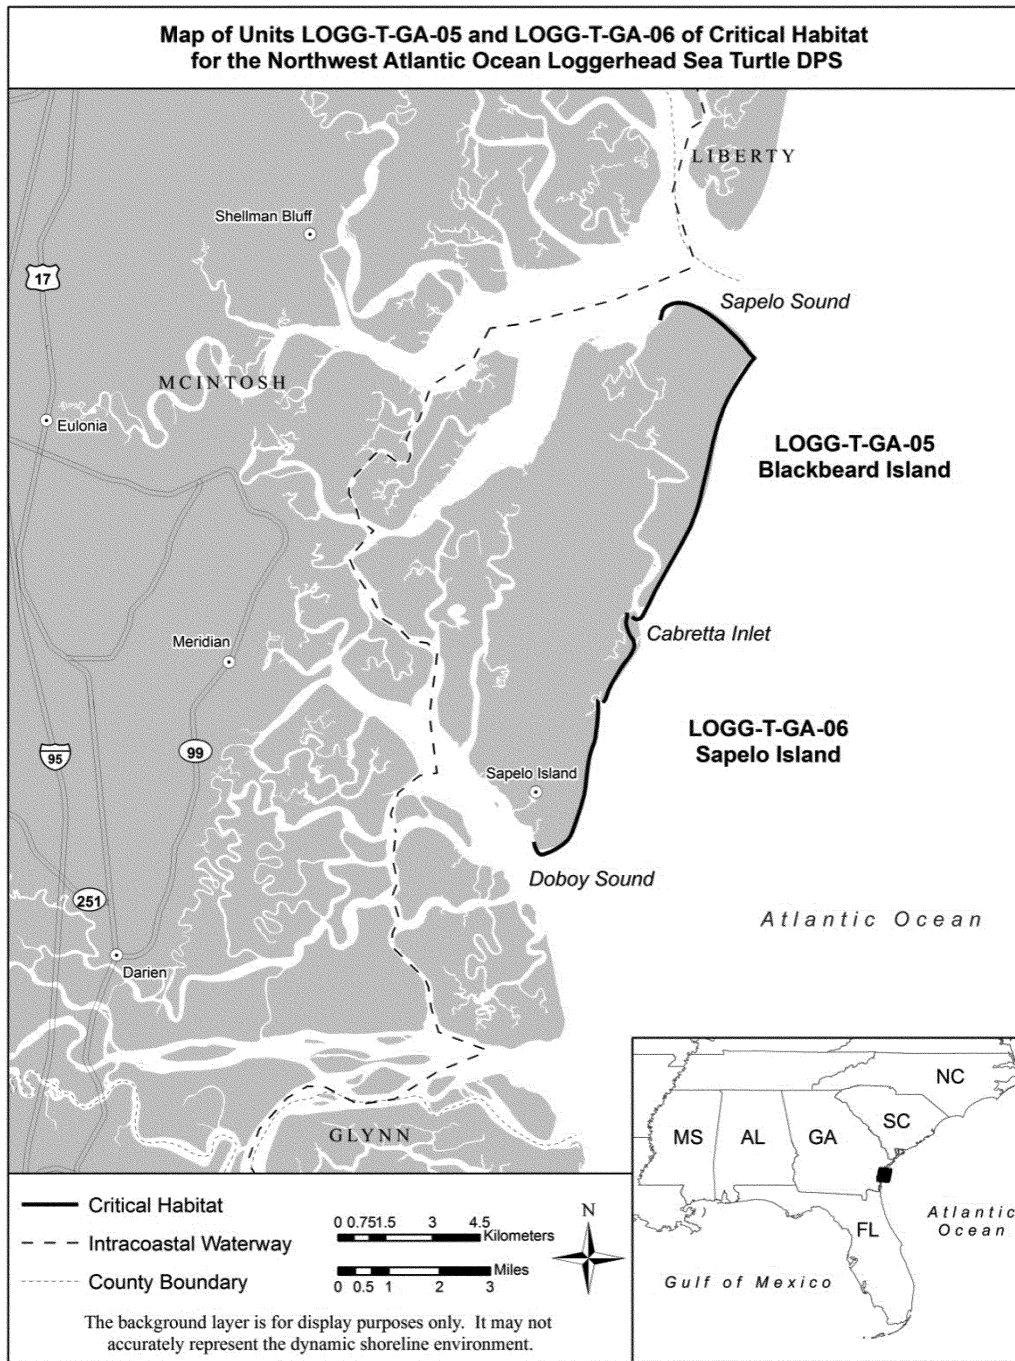 Map of Units LOGG-T-GA-05 and LOGG-T-GA-06 of Critical Habitat
for the Northwest Atlantic Ocean Loggerhead Sea Turtle DPS
LIBERTY
Shellman Bluff
17
Sapelo Sound
MCINTOSH
Eulonia
LOGG-T-GA-05
Blackbeard Island
Meridian
Cabretta Inlet
LOGG-T-GA-06
Sapelo Island
99
95
Sapelo Island
Doboy Sound
251
Atlantic Ocean
Darien
GLYNN
NC
SC
MS
AL
GA
FL
Atlantic
Ocean
Gulf of Mexico
Critical Habitat
Intracoastal Waterway
County Boundary
0 0.75 1.5 3 4.5
Kilometers
Miles
0 0.5 1 2 3
N
The background layer is for display purposes only. It may not
accurately represent the dynamic shoreline environment.